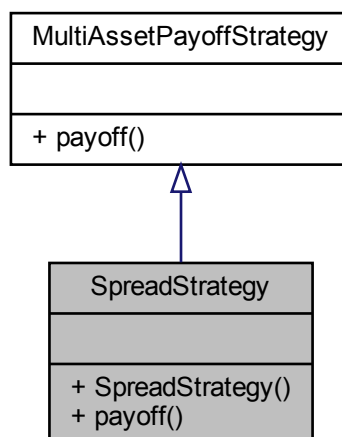 MultiAssetPayoffStrategy
+ payoff()
SpreadStrategy
+ SpreadStrategy()
+ payoff()